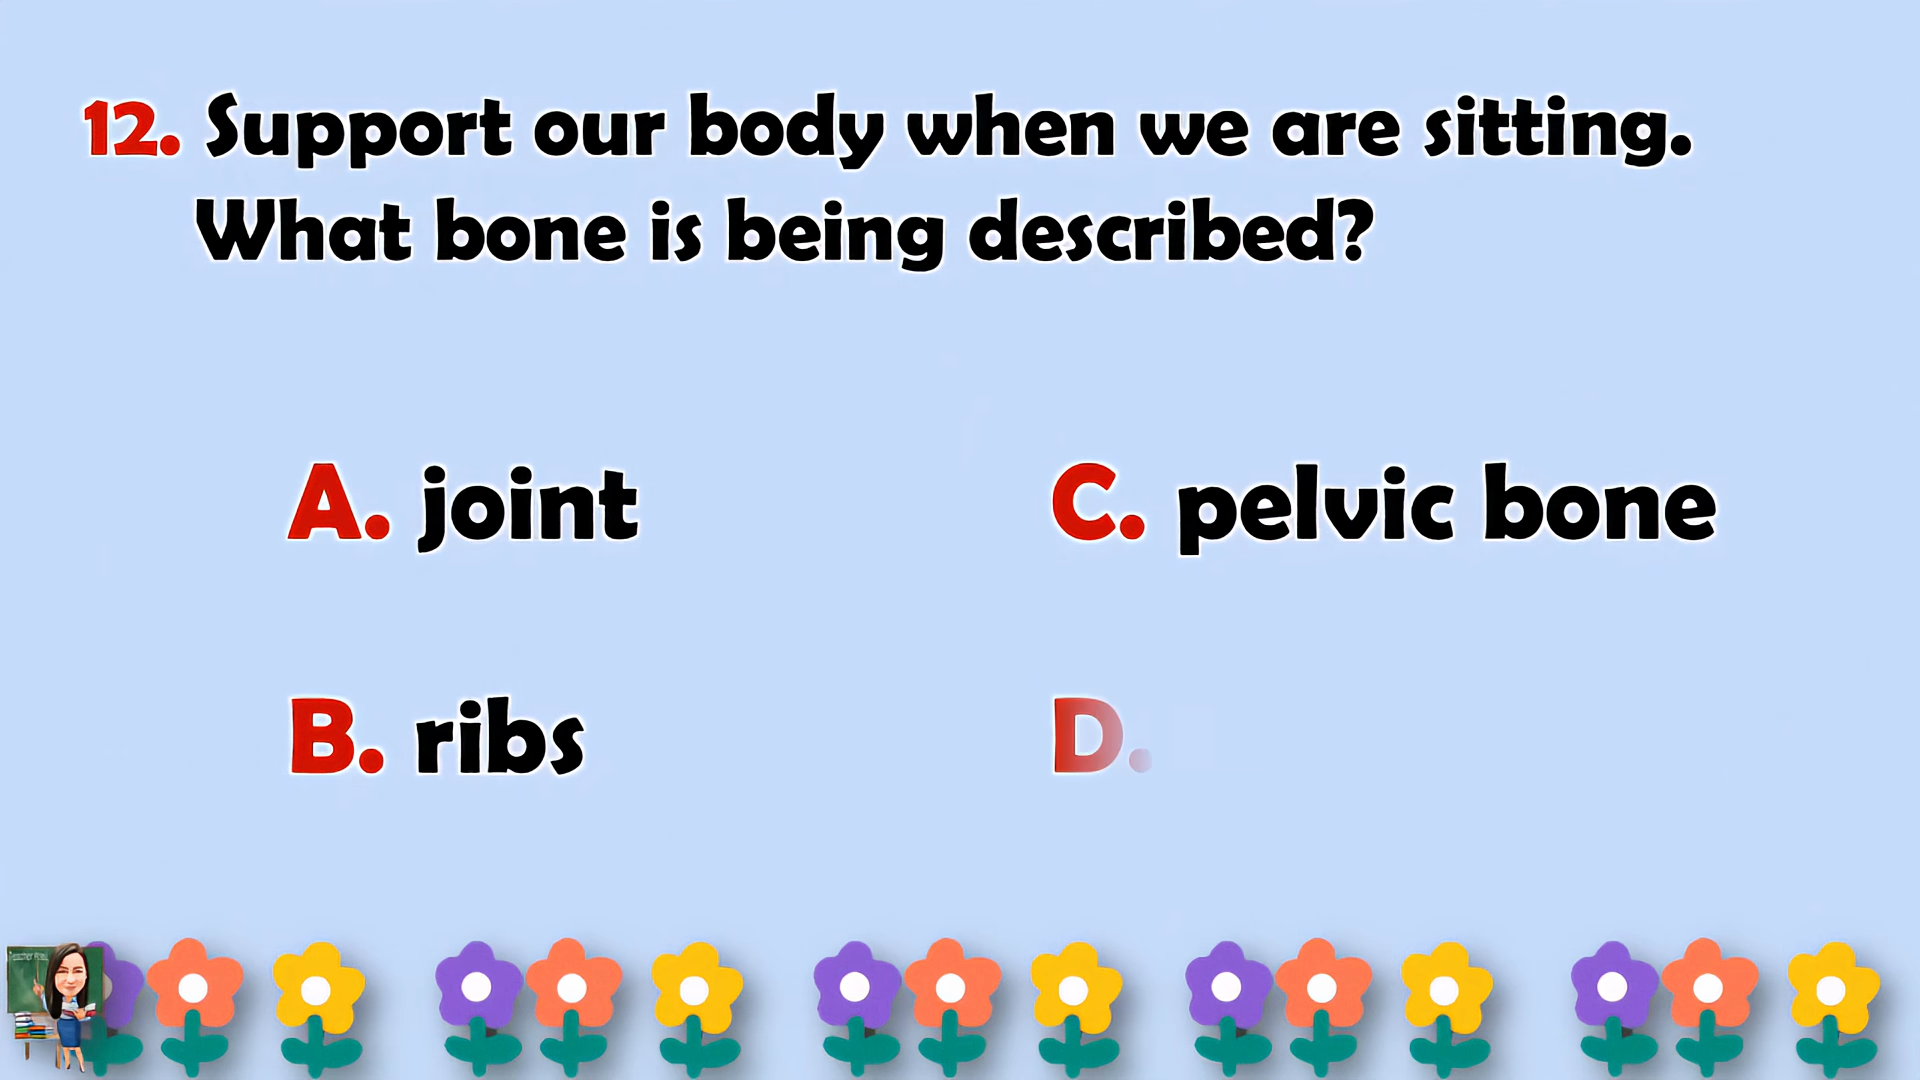 12. Support our body when we are sitting.
What bone is being described?
A. joint
C. pelvic bone
B. ribs
D.